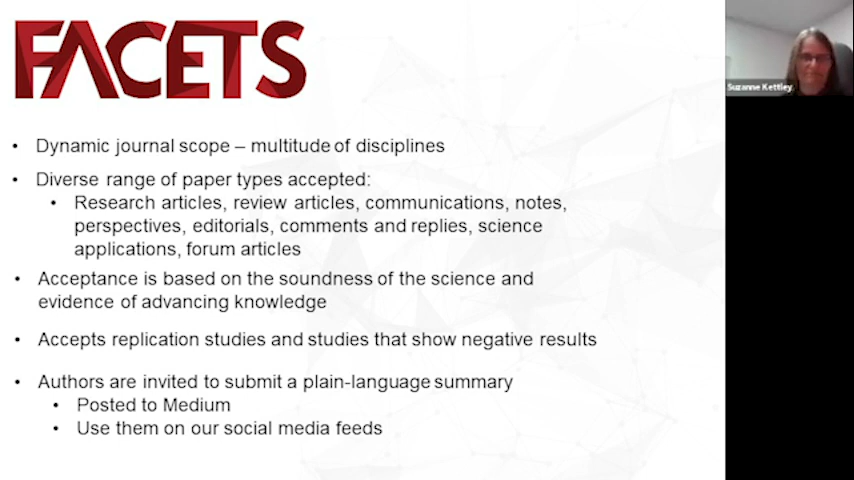 FACETS
Suzanne Kettley
• Dynamic journal scope – multitude of disciplines
• Diverse range of paper types accepted:
• Research articles, review articles, communications, notes,
perspectives, editorials, comments and replies, science
applications, forum articles
• Acceptance is based on the soundness of the science and
evidence of advancing knowledge
• Accepts replication studies and studies that show negative results
• Authors are invited to submit a plain-language summary
• Posted to Medium
• Use them on our social media feeds